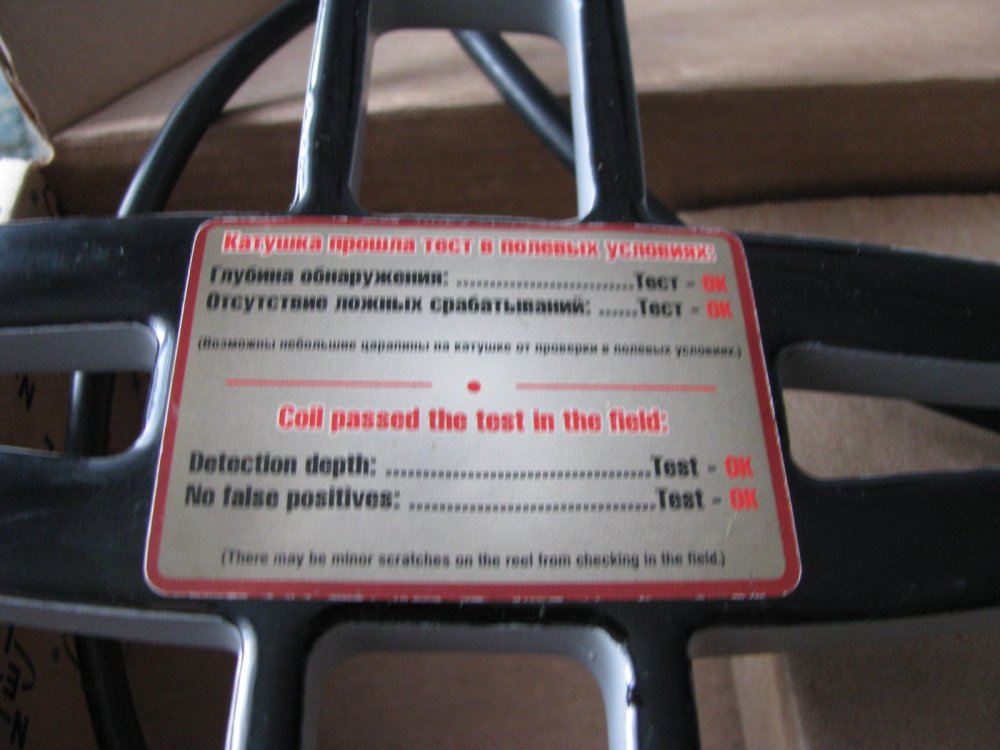 Катушка прошла тест в полевых условиях:
Глубина обнаружения: ..............................Тест - OK
Отсутствие ложных срабатываний: ......Тест - OK
(Возможны небольшие царапины на катушке от проверки в полевых условиях.)
Coil passed the test in the field:
Detection depth: ............................................Test - OK
No false positives: .........................................Test - OK
(There may be minor scratches on the reel from checking in the field.)